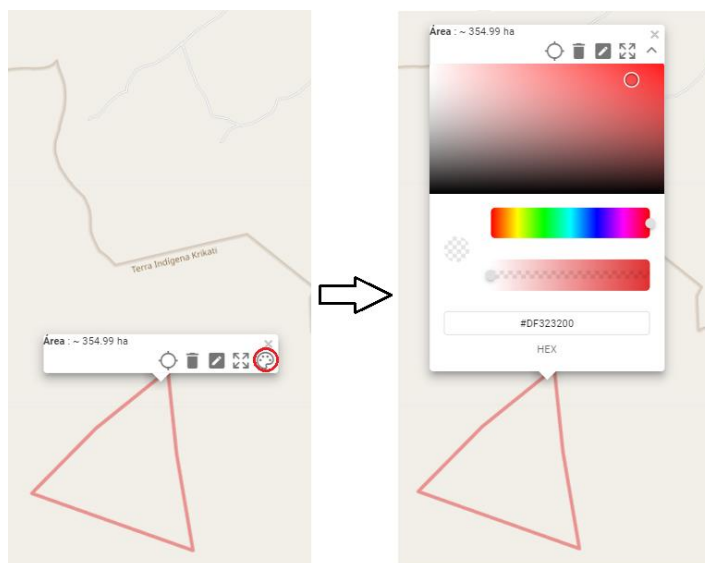 Terra Indígena Krikati
Área : ~ 354.99 ha
Área : ~ 354.99 ha
#DF323200
HEX